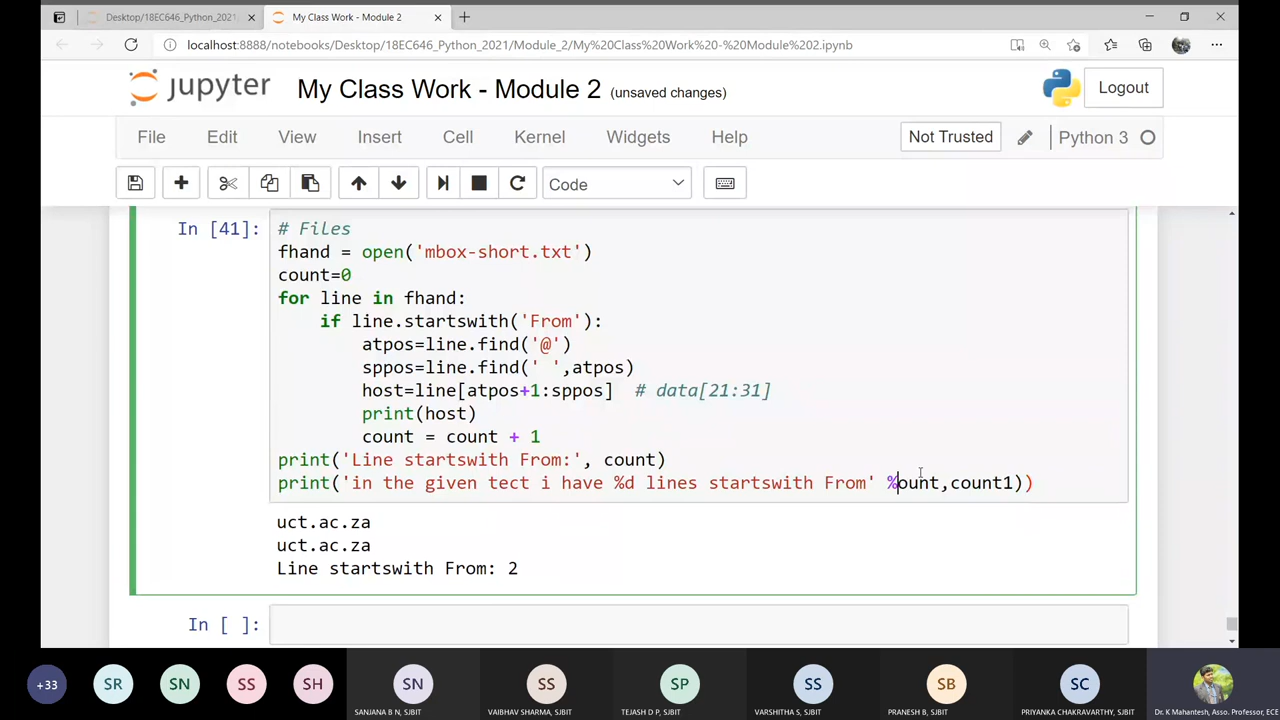 Desktop/18EC646_Python_2021/
My Class Work - Module 2
localhost:8888/notebooks/Desktop/18EC646_Python_2021/Module_2/My%20Class%20Work%20-%20Module%202.ipynb
jupyter My Class Work - Module 2 (unsaved changes) Logout
File Edit View Insert Cell Kernel Widgets Help Not Trusted Python 3
Code
In [41]: # Files
fhand = open('mbox-short.txt')
count=0
for line in fhand:
if line.startswith('From'):
atpos=line.find('@')
sppos=line.find(' ',atpos)
host=line[atpos+1:sppos] # data[21:31]
print(host)
count = count + 1
print('Line startswith From:', count)
print('in the given tect i have %d lines startswith From' %ount,count1))
uct.ac.za
uct.ac.za
Line startswith From: 2
In [ ]:
+33 SR SN SS SH SN SS SP SS SB SC
SANJANA B N, SJBIT VAIBHAV SHARMA, SJBIT TEJASH D P, SJBIT VARSHITHA S, SJBIT PRANESH B, SJBIT PRIYANKA CHAKRAVARTHY, SJBIT Dr. K Mahantesh, Asso. Professor, ECE